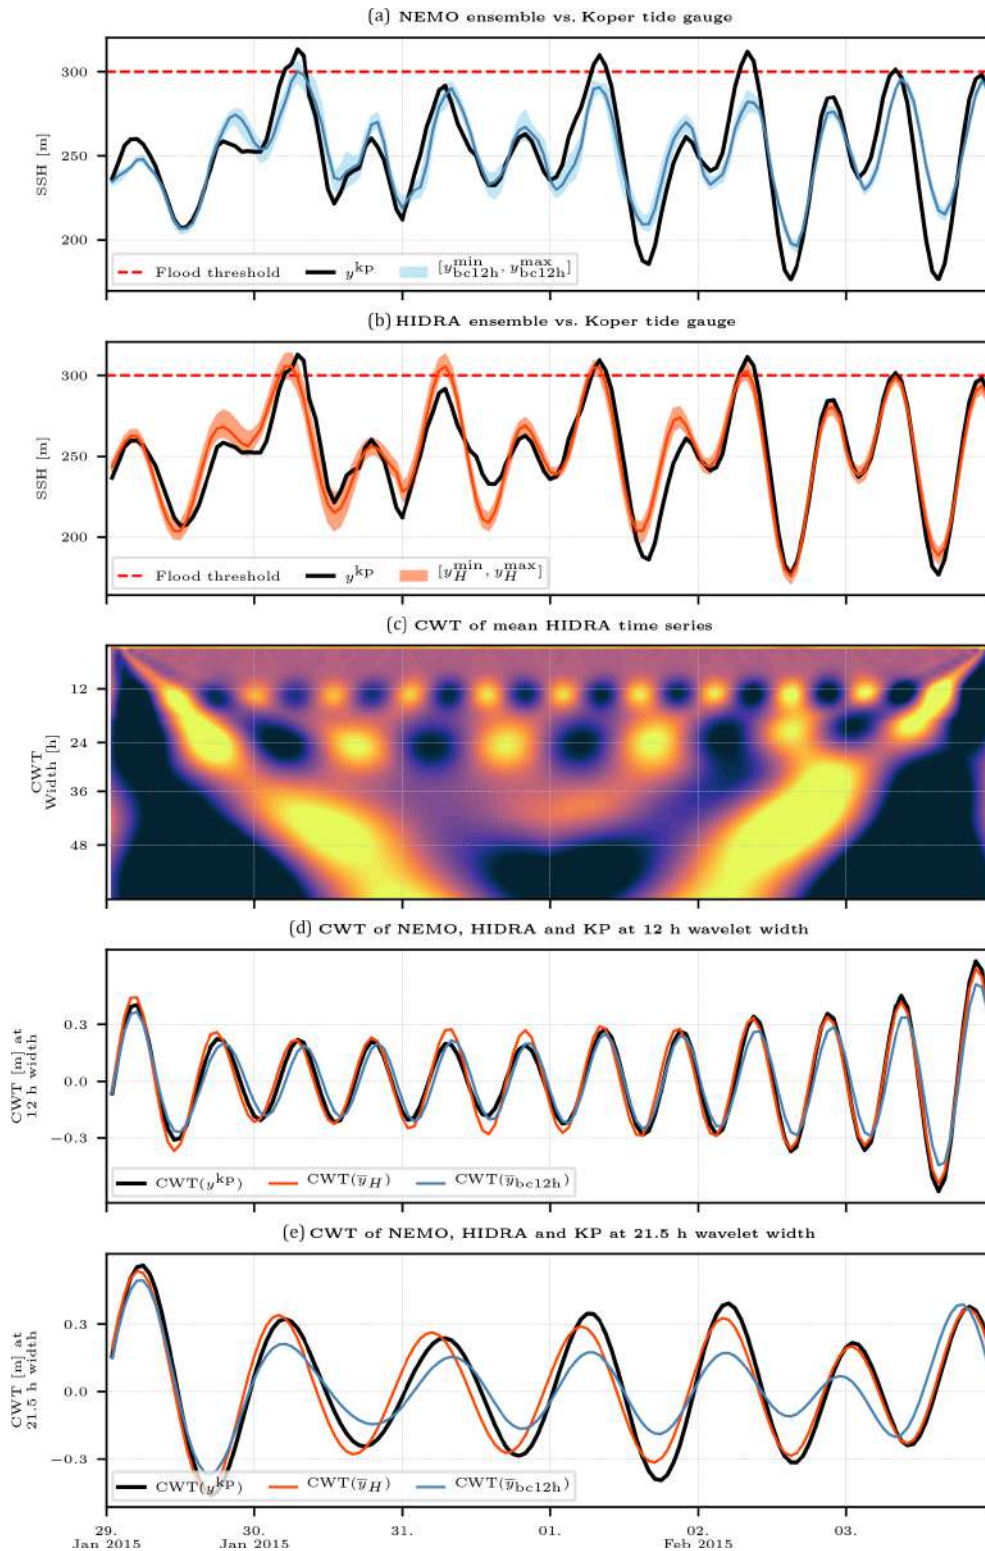 (a) NEMO ensemble vs. Koper tide gauge
SSH [m]
300
250
200
Flood threshold
y^kp
[y^min_bc12h, y^max_bc12h]
(b) HIDRA ensemble vs. Koper tide gauge
SSH [m]
300
250
200
Flood threshold
y^kp
[y^min_H, y^max_H]
(c) CWT of mean HIDRA time series
CWT
Width [h]
12
24
36
48
(d) CWT of NEMO, HIDRA and KP at 12 h wavelet width
CWT [m] at
12 h width
0.3
0.0
−0.3
CWT(y^kp)
CWT(y̅_H)
CWT(y̅_bc12h)
(e) CWT of NEMO, HIDRA and KP at 21.5 h wavelet width
CWT [m] at
21.5 h width
0.3
0.0
−0.3
CWT(y^kp)
CWT(y̅_H)
CWT(y̅_bc12h)
29.
Jan 2015
30.
Jan 2015
31.
01.
02.
Feb 2015
03.